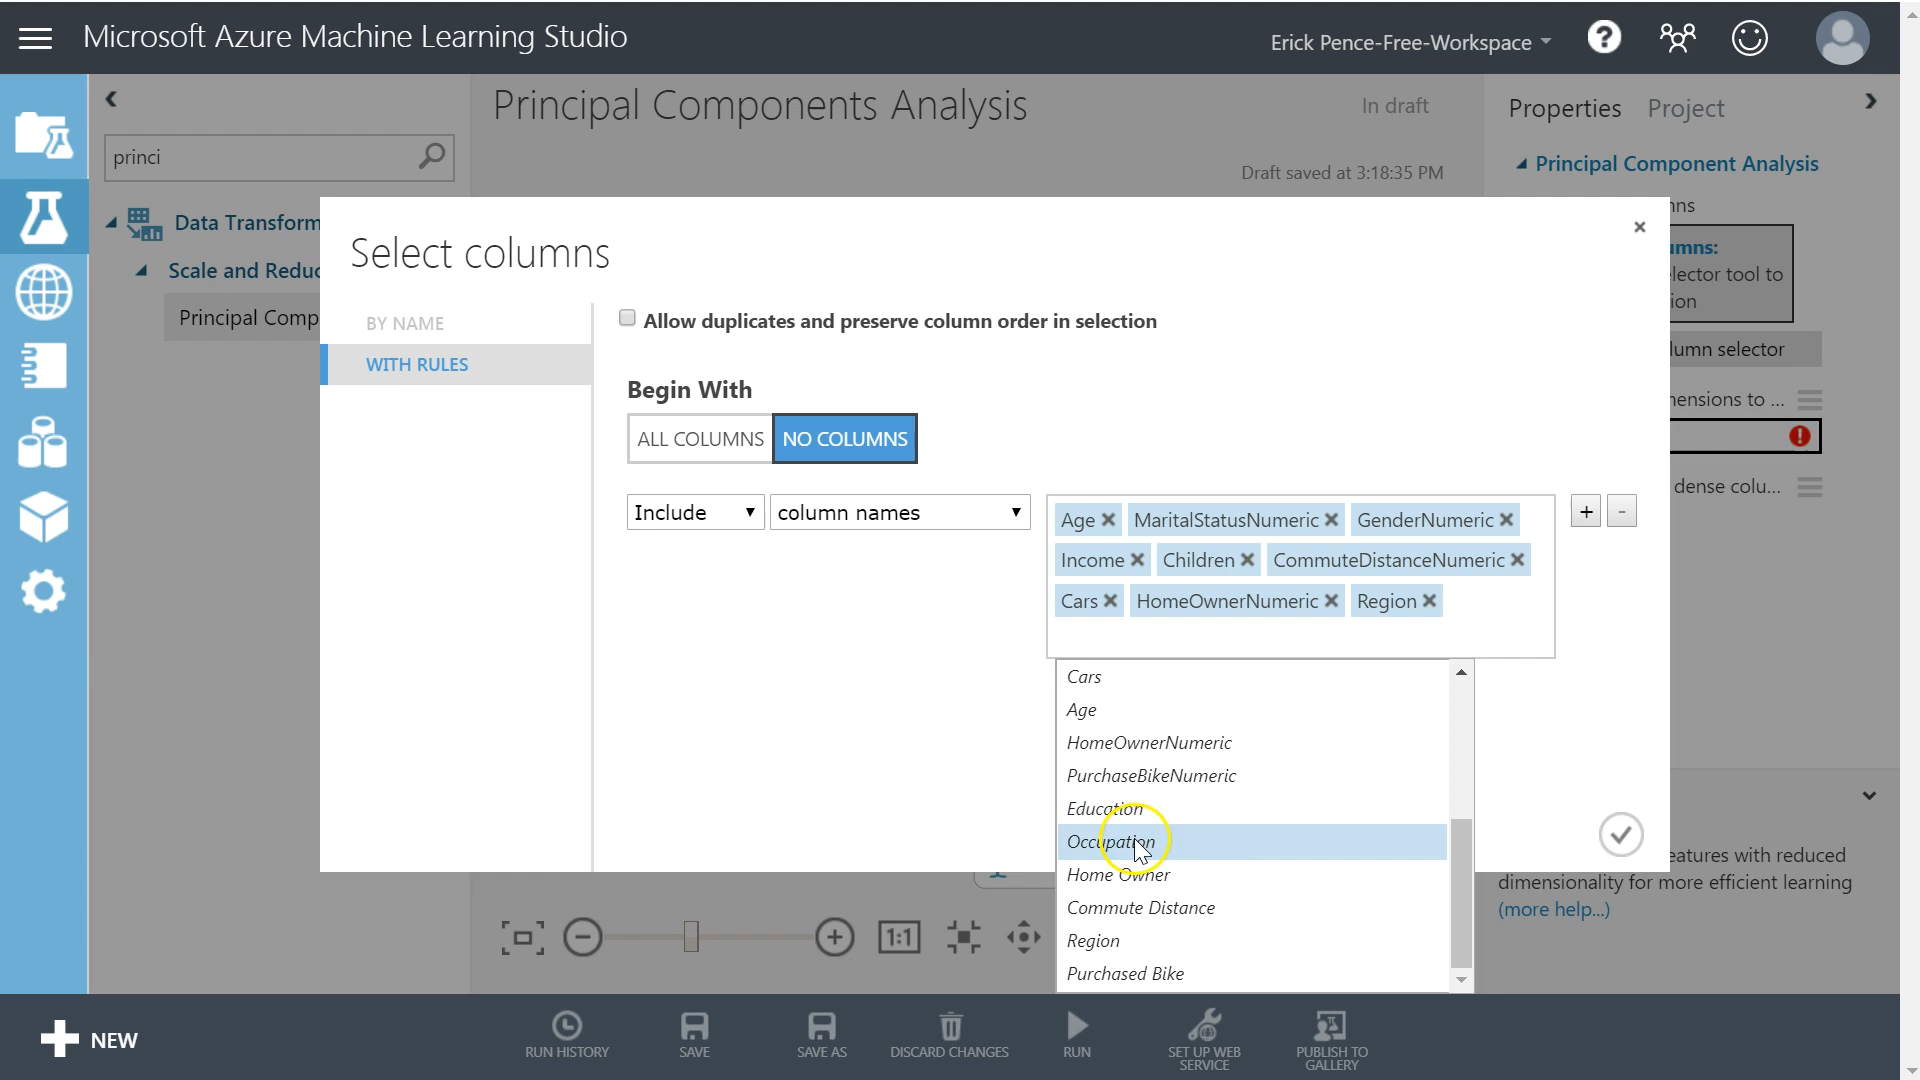 Microsoft Azure Machine Learning Studio
Erick Pence-Free-Workspace
?
Principal Components Analysis
In draft
Properties Project
princi
Draft saved at 3:18:35 PM
Principal Component Analysis
Data Transform
Scale and Reduc
Principal Comp
Select columns
BY NAME
WITH RULES
Allow duplicates and preserve column order in selection
Begin With
ALL COLUMNS
NO COLUMNS
Include
column names
Age MaritalStatusNumeric GenderNumeric
Income Children CommuteDistanceNumeric
Cars HomeOwnerNumeric Region
+ -
Cars
Age
HomeOwnerNumeric
PurchaseBikeNumeric
Education
Occupation
Home Owner
Commute Distance
Region
Purchased Bike
mns:
lector tool to
ion
lumn selector
ensions to ...
!
dense colu...
eatures with reduced
dimensionality for more efficient learning
(more help...)
1:1
NEW
RUN HISTORY
SAVE
SAVE AS
DISCARD CHANGES
RUN
SET UP WEB
SERVICE
PUBLISH TO
GALLERY